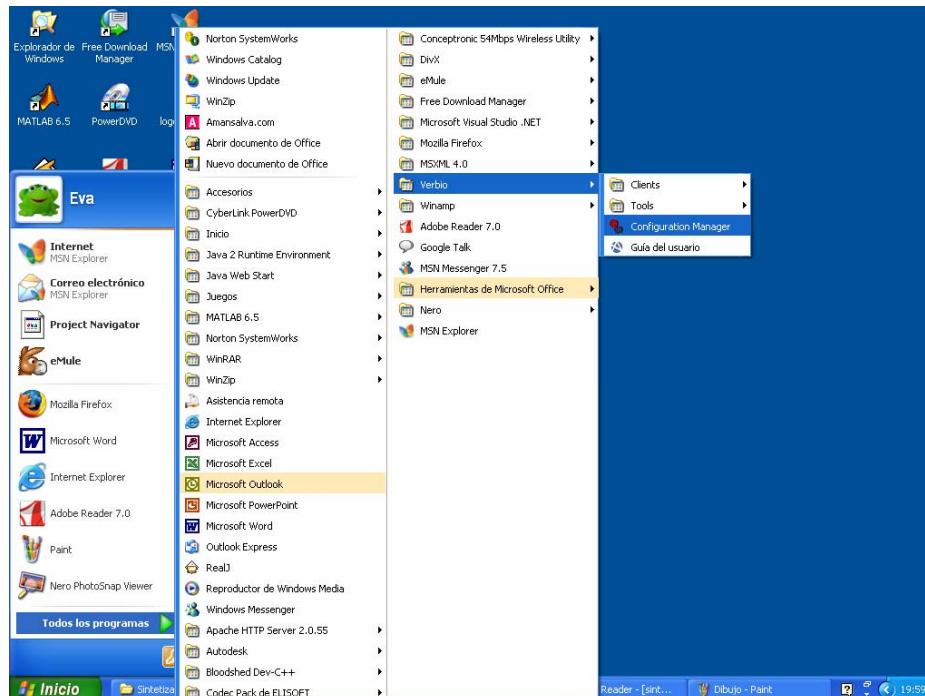 Explorador de
Windows
Free Download
Manager
MSN
MATLAB 6.5
PowerDVD
Eva
Internet
MSN Explorer
Correo electrónico
MSN Explorer
Project Navigator
eMule
Mozilla Firefox
Microsoft Word
Internet Explorer
Adobe Reader 7.0
Paint
Nero PhotoSnap Viewer
Todos los programas
Norton SystemWorks
Windows Catalog
Windows Update
WinZip
Amansalva.com
Abrir documento de Office
Nuevo documento de Office
Accesorios
CyberLink PowerDVD
Inicio
Java 2 Runtime Environment
Java Web Start
Juegos
MATLAB 6.5
Norton SystemWorks
WinRAR
WinZip
Asistencia remota
Internet Explorer
Microsoft Access
Microsoft Excel
Microsoft Outlook
Microsoft PowerPoint
Microsoft Word
Outlook Express
RealJ
Reproductor de Windows Media
Windows Messenger
Apache HTTP Server 2.0.55
Autodesk
Bloodshed Dev-C++
Codec Pack de ELISOFT
Conceptronic 54Mbps Wireless Utility
DivX
eMule
Free Download Manager
Microsoft Visual Studio .NET
Mozilla Firefox
MSXML 4.0
Verbio
Winamp
Adobe Reader 7.0
Google Talk
MSN Messenger 7.5
Herramientas de Microsoft Office
Nero
MSN Explorer
Clients
Tools
Configuration Manager
Guía del usuario
Inicio
Sintetiza
Reader - [sint...
Dibujo - Paint
19:59